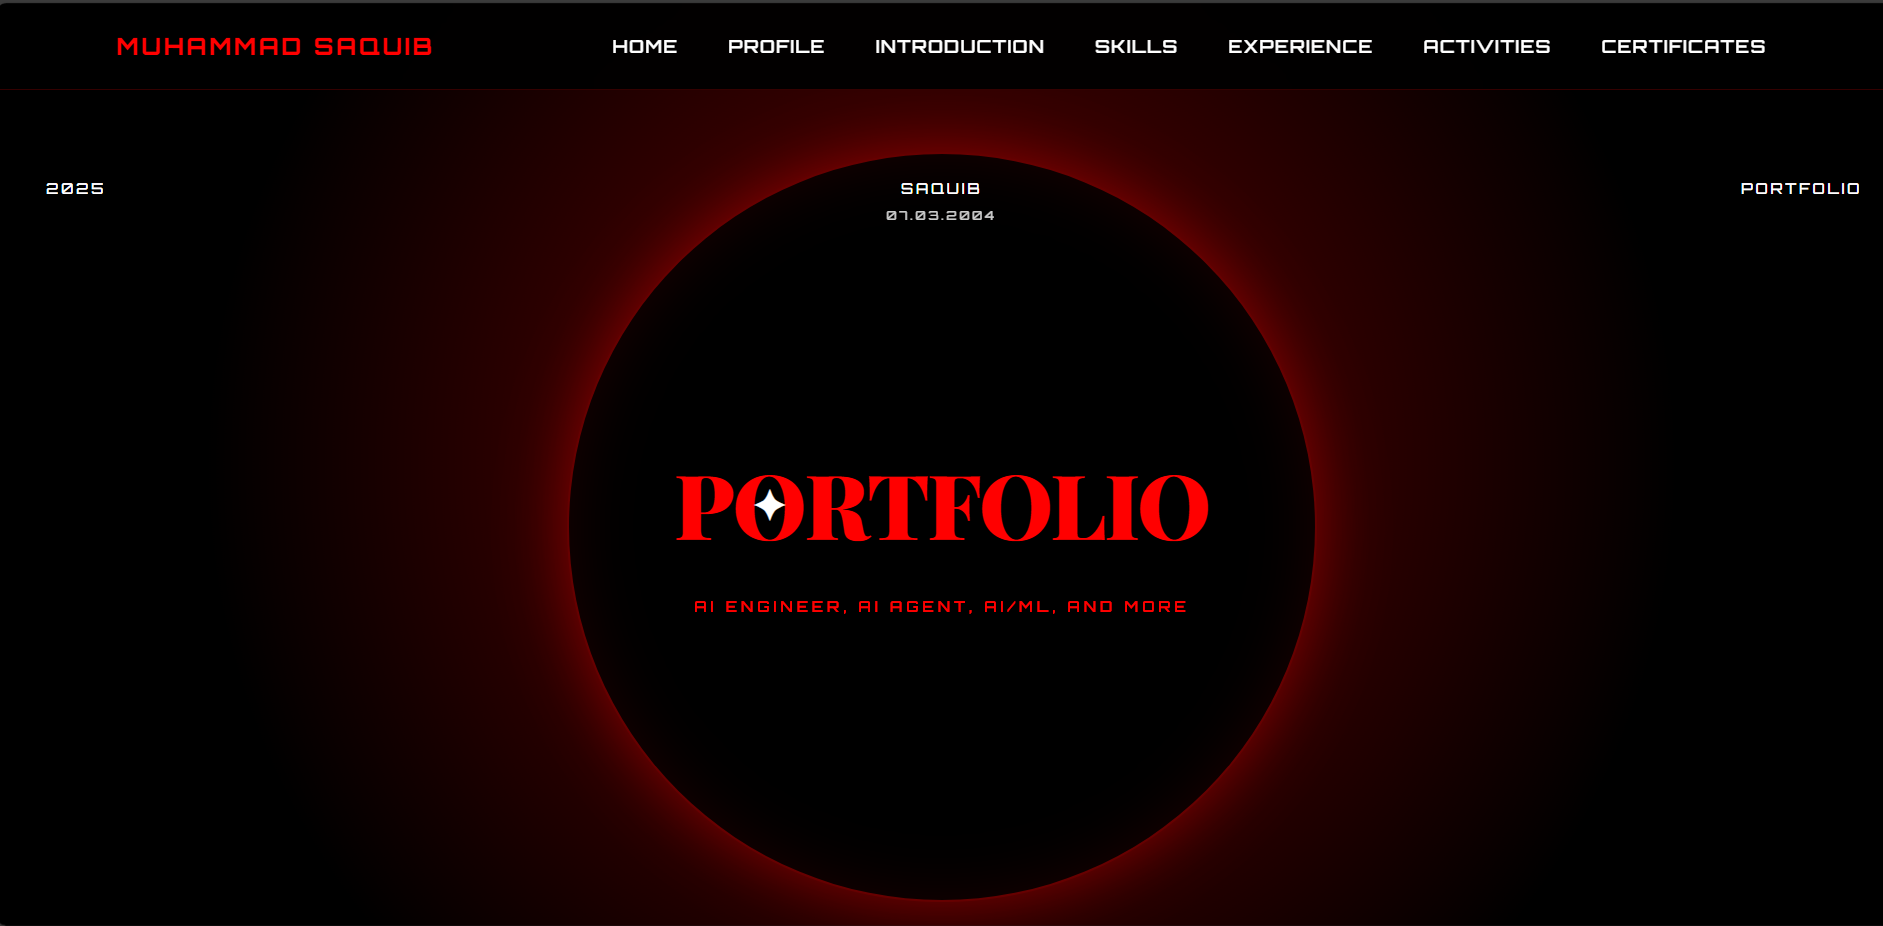 MUHAMMAD SAQUIB HOME PROFILE INTRODUCTION SKILLS EXPERIENCE ACTIVITIES CERTIFICATES
2025 SAQUIB PORTFOLIO
07.03.2004
PORTFOLIO
AI ENGINEER, AI AGENT, AI/ML, AND MORE